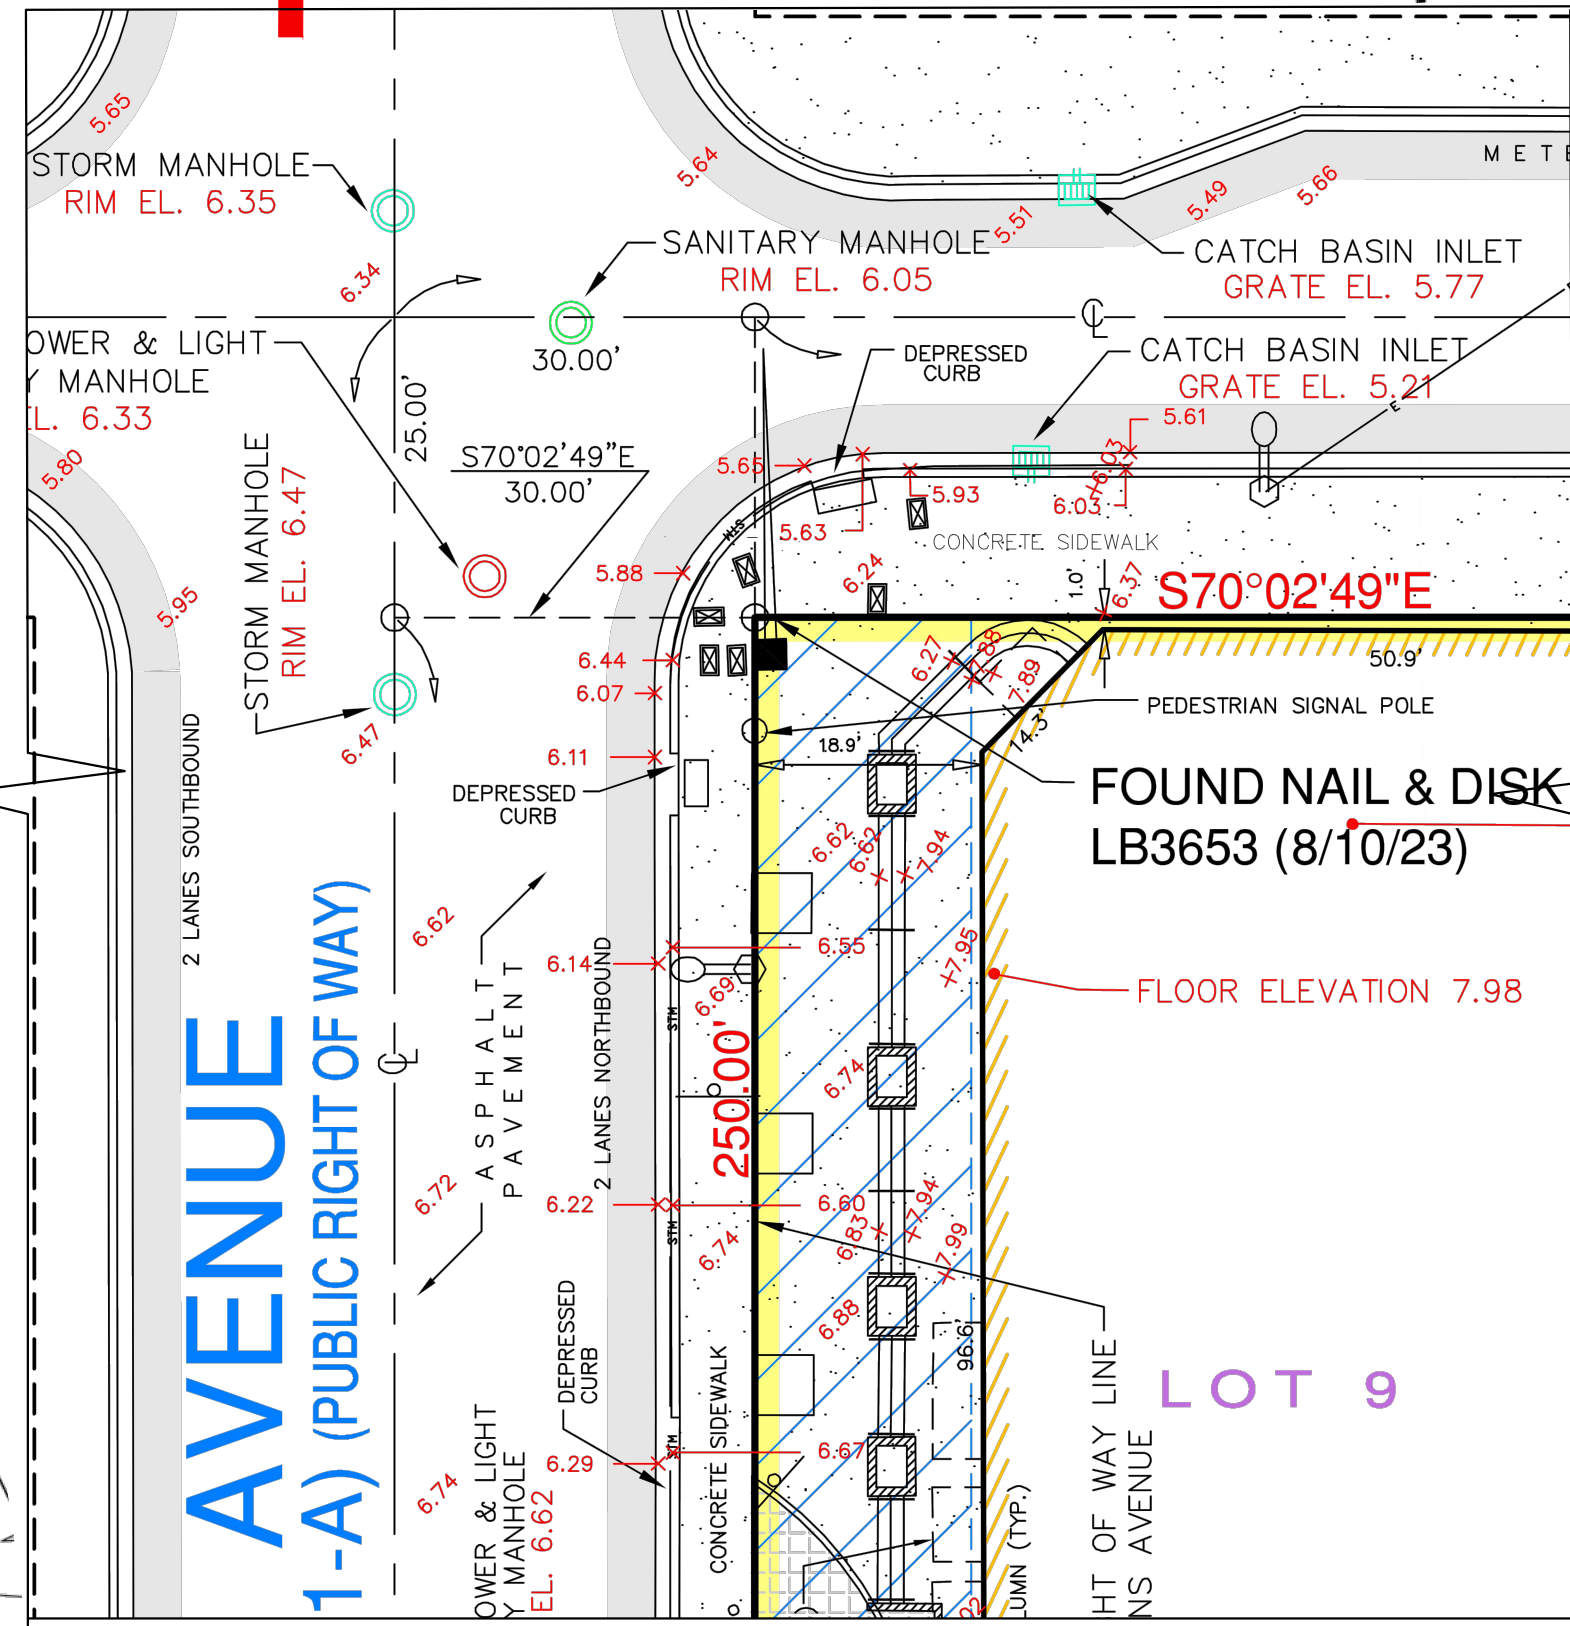 5.65
STORM MANHOLE
RIM EL. 6.35
5.64
METE
5.66
5.49
5.51
SANITARY MANHOLE
RIM EL. 6.05
CATCH BASIN INLET
GRATE EL. 5.77
6.34
30.00'
OWER & LIGHT
Y MANHOLE
EL. 6.33
25.00'
DEPRESSED
CURB
CATCH BASIN INLET
GRATE EL. 5.21
E
5.61
5.80
STORM MANHOLE
RIM EL. 6.47
S70°02'49"E
30.00'
5.65
5.63
5.93
6.03
6.03
STM
CONCRETE SIDEWALK
5.88
6.24
1.0'
6.37
S70°02'49"E
5.95
6.44
6.07
6.11
6.27
7.88
7.89
50.9'
14.3'
18.9'
PEDESTRIAN SIGNAL POLE
6.47
2 LANES SOUTHBOUND
DEPRESSED
CURB
FOUND NAIL & DISK
LB3653 (8/10/23)
6.62
6.62
7.94
6.62
6.55
6.14
6.69
7.95
FLOOR ELEVATION 7.98
2 LANES NORTHBOUND
ASPHALT
PAVEMENT
STM
250.00'
6.74
AVENUE
1-A) (PUBLIC RIGHT OF WAY)
6.72
6.22
6.60
STM
6.74
6.83
7.94
7.99
6.88
96.6'
DEPRESSED
CURB
CONCRETE SIDEWALK
LOT 9
HT OF WAY LINE
NS AVENUE
6.74
OWER & LIGHT
Y MANHOLE
EL. 6.62
6.29
STM
6.67
LUMN (TYP.)
02